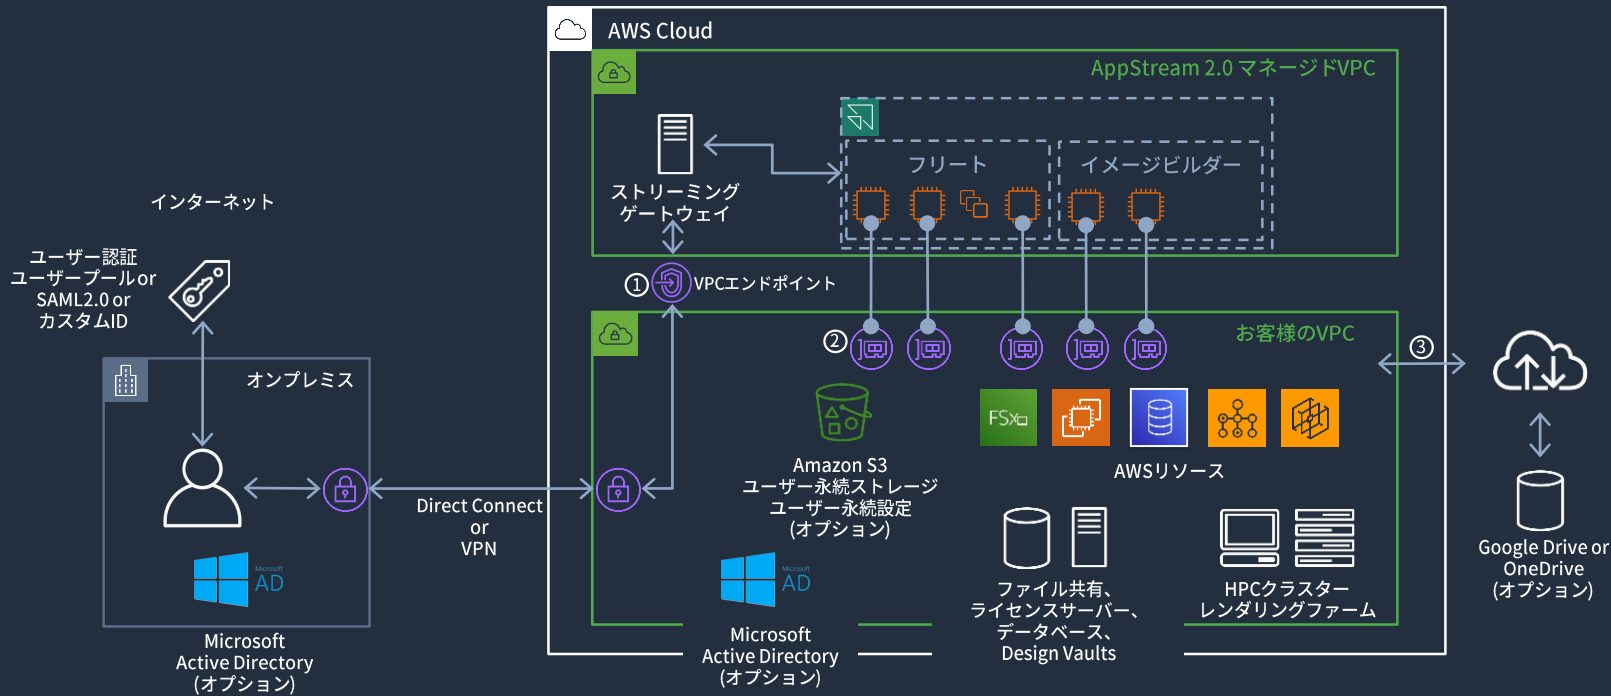 AWS Cloud
AppStream 2.0 マネージドVPC
フリート
イメージビルダー
ストリーミング
ゲートウェイ
インターネット
ユーザー認証
ユーザープール or
SAML2.0 or
カスタムID
① VPCエンドポイント
お客様のVPC
②
③
オンプレミス
FSx
Amazon S3
ユーザー永続ストレージ
ユーザー永続設定
(オプション)
AWSリソース
Direct Connect
or
VPN
Microsoft
AD
Microsoft
Active Directory
(オプション)
Microsoft
AD
Microsoft
Active Directory
(オプション)
ファイル共有、
ライセンスサーバー、
データベース、
Design Vaults
HPCクラスター
レンダリングファーム
Google Drive or
OneDrive
(オプション)